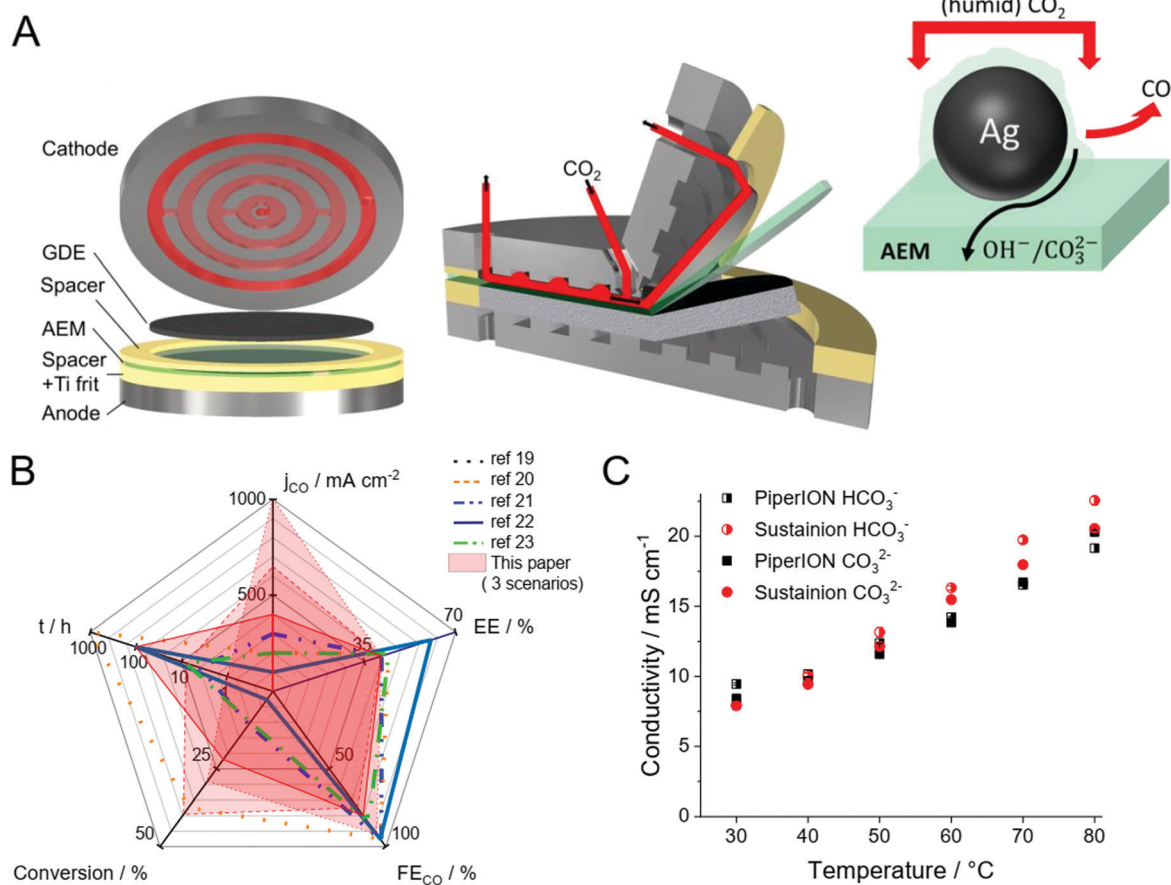 A
Cathode
GDE
Spacer
AEM
Spacer
+Ti frit
Anode
CO₂
(humid) CO₂
Ag
CO
AEM
OH⁻/CO₃²⁻
B
j_CO / mA cm⁻²
1000
500
ref 19
ref 20
ref 21
ref 22
ref 23
This paper
( 3 scenarios)
t / h
1000
100
10
1
70
35
EE / %
25
50
50
100
Conversion / %
FE_CO / %
C
PiperION HCO₃⁻
Sustainion HCO₃⁻
PiperION CO₃²⁻
Sustainion CO₃²⁻
Conductivity / mS cm⁻¹
20
15
10
5
0
30 40 50 60 70 80
Temperature / °C